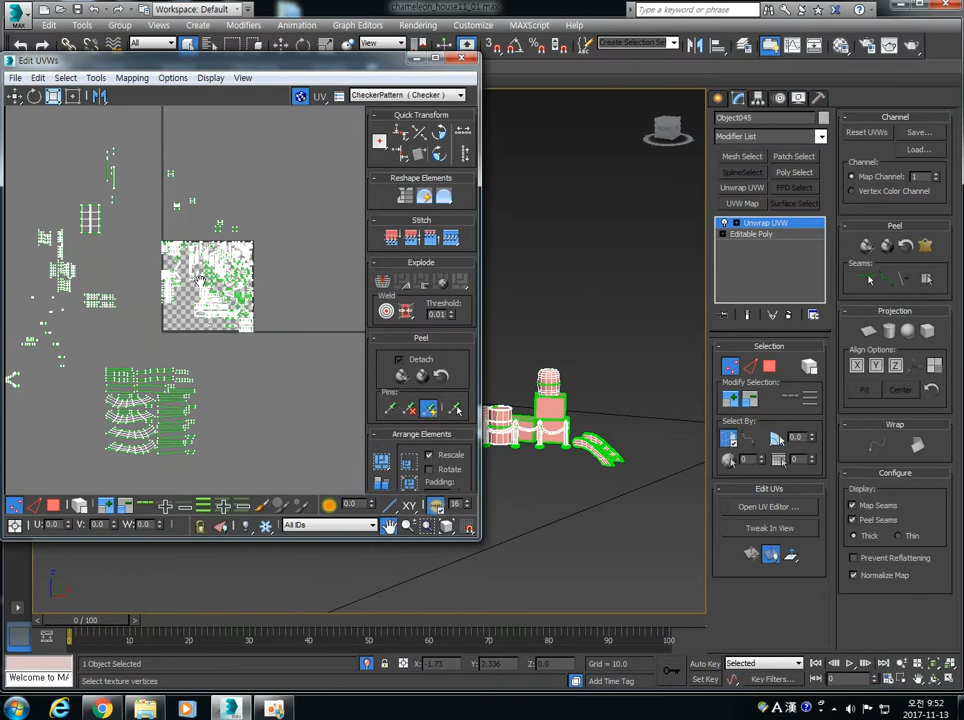 MAX
Workspace: Default
chameleon_house11_01.max
Type a keyword or phrase
Edit Tools Group Views Create Modifiers Animation Graph Editors Rendering Customize MAXScript Help
All
View
Create Selection Se
Edit UVWs
File Edit Select Tools Mapping Options Display View
UV
CheckerPattern ( Checker )
Quick Transform
Reshape Elements
Stitch
Explode
Weld
Threshold:
0.01
Peel
Detach
Pins:
Arrange Elements
Rescale
Rotate
Padding:
0.0
XY
16
U: 0.0 V: 0.0 W: 0.0
All IDs
Object045
Modifier List
Mesh Select Patch Select
SplineSelect Poly Select
Unwrap UVW FFD Select
UVW Map Surface Select
Unwrap UVW
Editable Poly
Selection
Modify Selection:
Select By:
0.0
0 0
Edit UVs
Open UV Editor ...
Tweak In View
Channel
Reset UVWs Save...
Load...
Channel:
Map Channel: 1
Vertex Color Channel
Peel
Seams:
Projection
Align Options:
X Y Z
Fit Center
Wrap
Configure
Display:
Map Seams
Peel Seams
Thick Thin
Prevent Reflattening
Normalize Map
z
0 / 100
0 10 20 30 40 50 60 70 80 90 100
1 Object Selected
X: -1.73 Y: 2.336 Z: 0.0
Grid = 10.0
Auto Key Selected
Welcome to MA
Select texture vertices
Add Time Tag
Set Key Key Filters...
0
A 漢
오전 9:52
2017-11-13